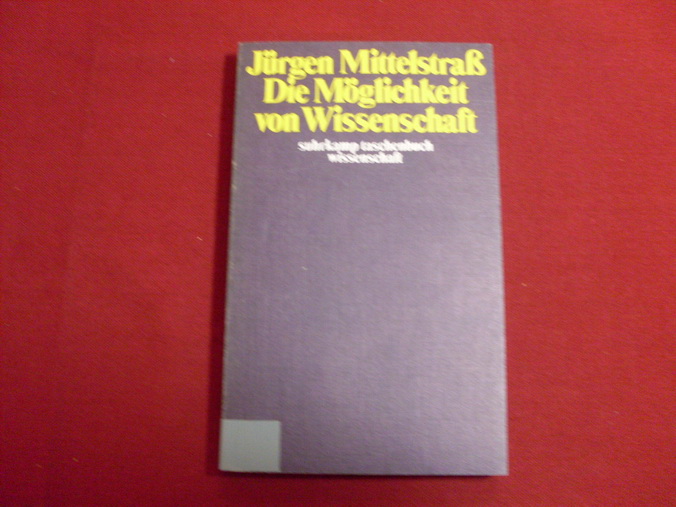 Jürgen Mittelstraß
Die Möglichkeit
von Wissenschaft
suhrkamp taschenbuch
wissenschaft